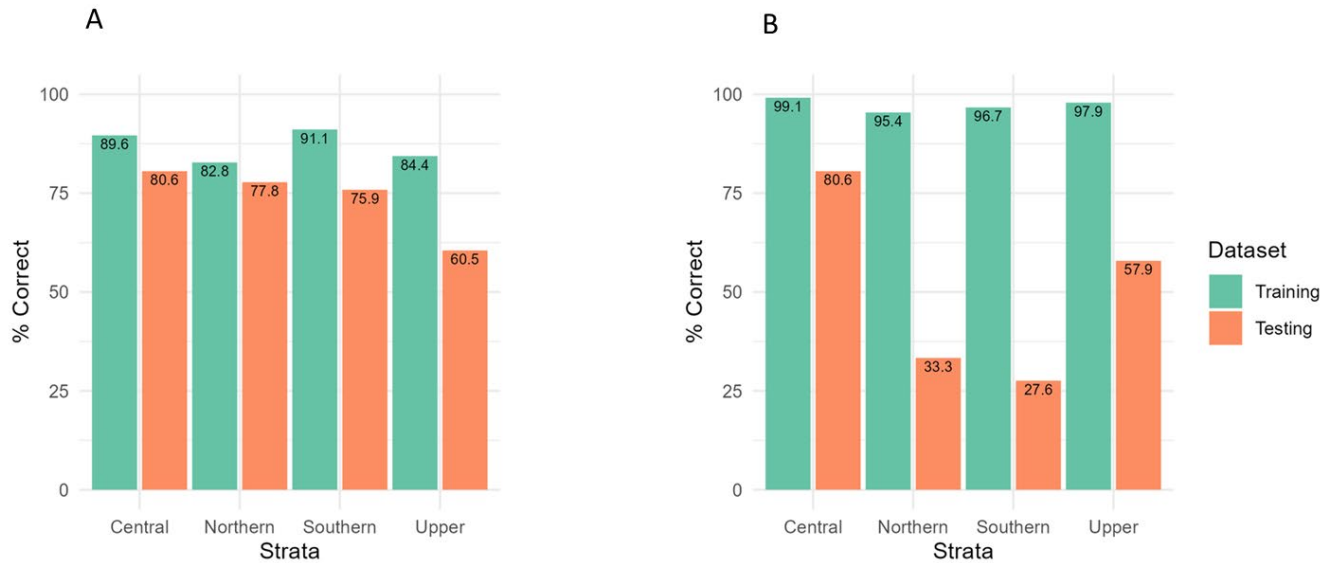 A
% Correct
100
75
50
25
0
89.6
80.6
82.8
77.8
91.1
75.9
84.4
60.5
Central Northern Southern Upper
Strata
B
% Correct
100
75
50
25
0
99.1
80.6
95.4
33.3
96.7
27.6
97.9
57.9
Central Northern Southern Upper
Strata
Dataset
Training
Testing